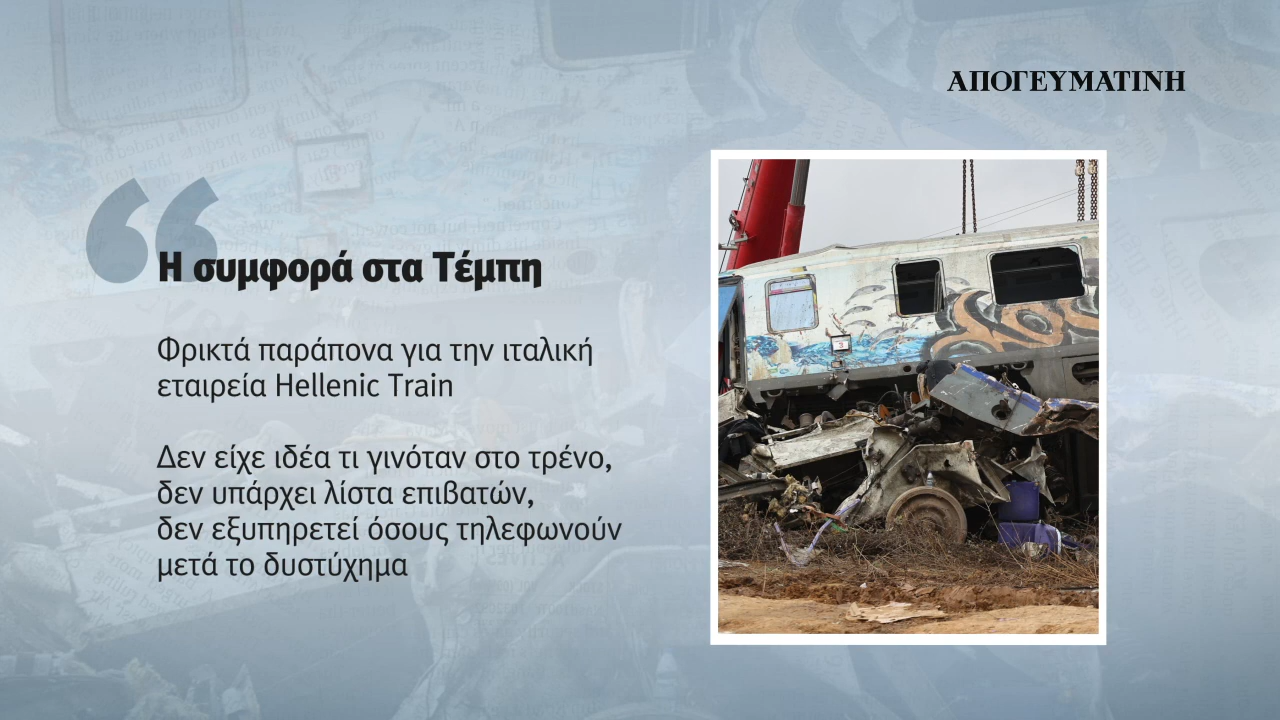 ΑΠΟΓΕΥΜΑΤΙΝΗ
“
Η συμφορά στα Τέμπη
Φρικτά παράπονα για την ιταλική
εταιρεία Hellenic Train
Δεν είχε ιδέα τι γινόταν στο τρένο,
δεν υπάρχει λίστα επιβατών,
δεν εξυπηρετεί όσους τηλεφωνούν
μετά το δυστύχημα
3